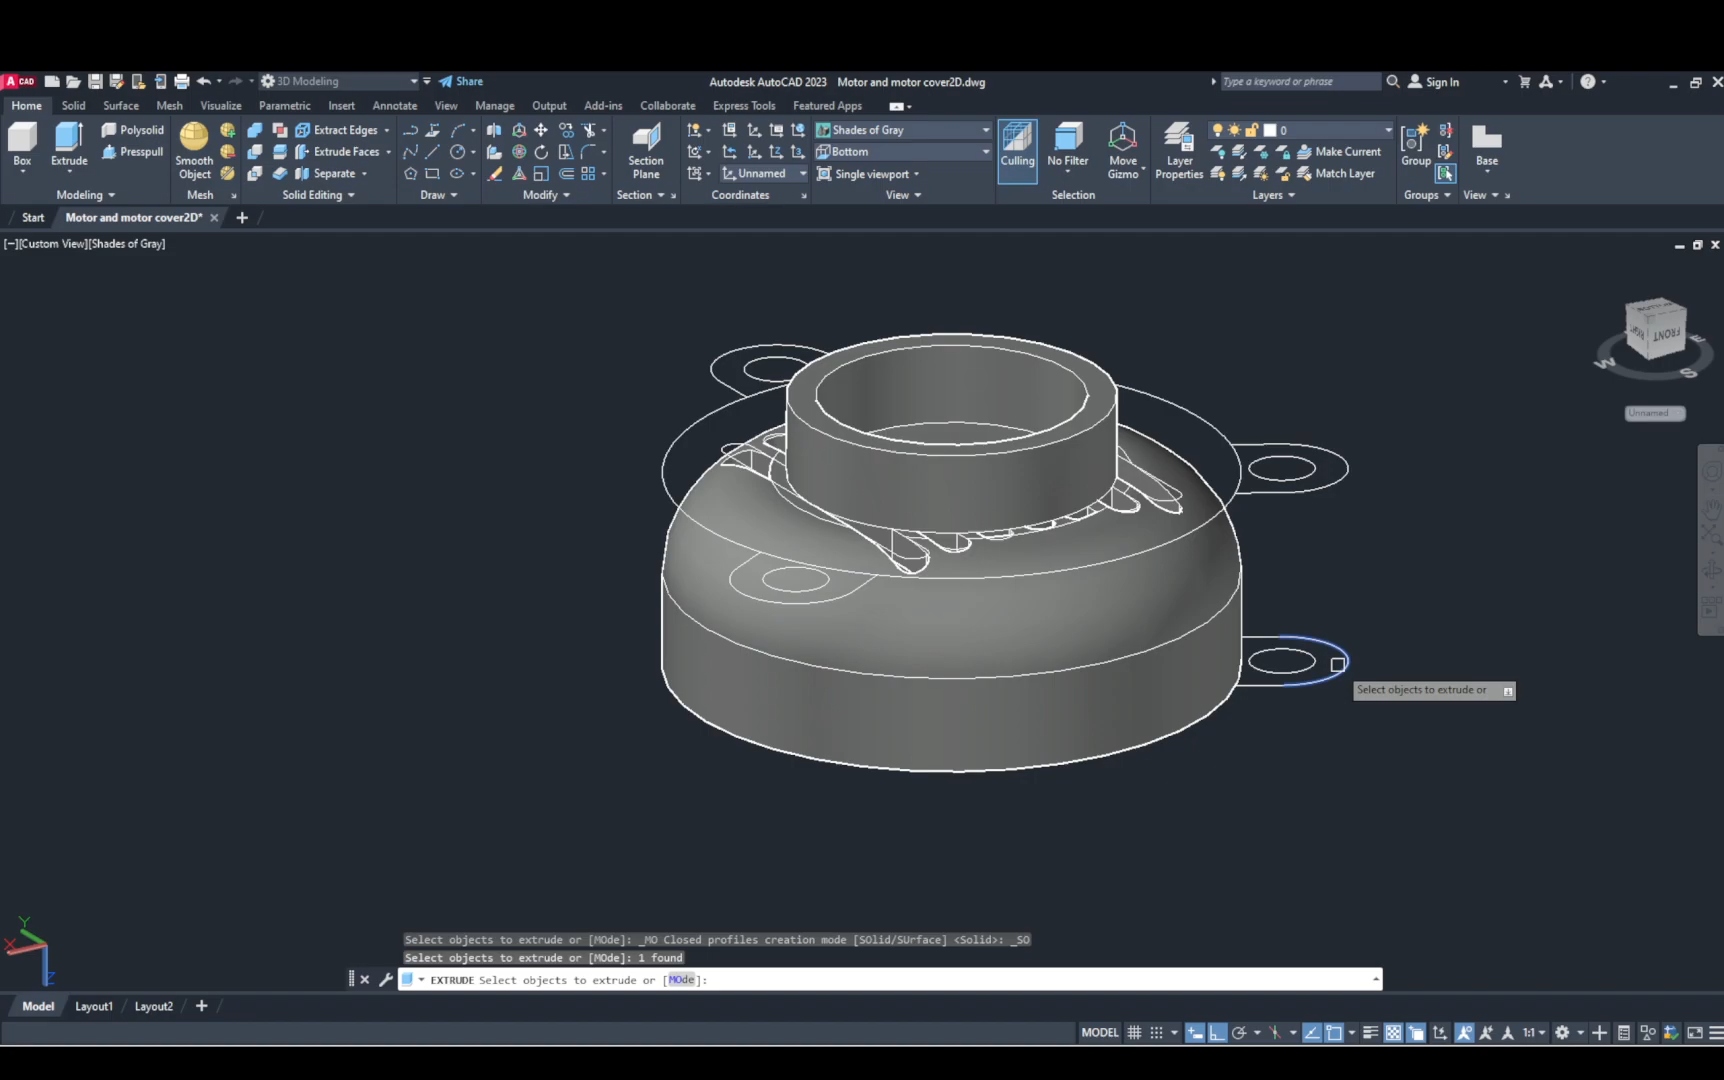 A CAD
3D Modeling
Share
Autodesk AutoCAD 2023 Motor and motor cover2D.dwg
Type a keyword or phrase
Sign In
Home Solid Surface Mesh Visualize Parametric Insert Annotate View Manage Output Add-ins Collaborate Express Tools Featured Apps
Polysolid Extract Edges Shades of Gray 0
Box Extrude Presspull Smooth Object Extrude Faces Section Plane Bottom Culling No Filter Move Gizmo Layer Properties Make Current Group Base
Separate Unnamed Single viewport Match Layer
Modeling Mesh Solid Editing Draw Modify Section Coordinates View Selection Layers Groups View
Start Motor and motor cover2D*
[−][Custom View][Shades of Gray]
RIGHT FRONT
W S E
Unnamed
Select objects to extrude or
Y
X
Z
Select objects to extrude or [MOde]: _MO Closed profiles creation mode [SOlid/SUrface] <Solid>: _SO
Select objects to extrude or [MOde]: 1 found
EXTRUDE Select objects to extrude or [MOde]:
Model Layout1 Layout2
MODEL 1:1